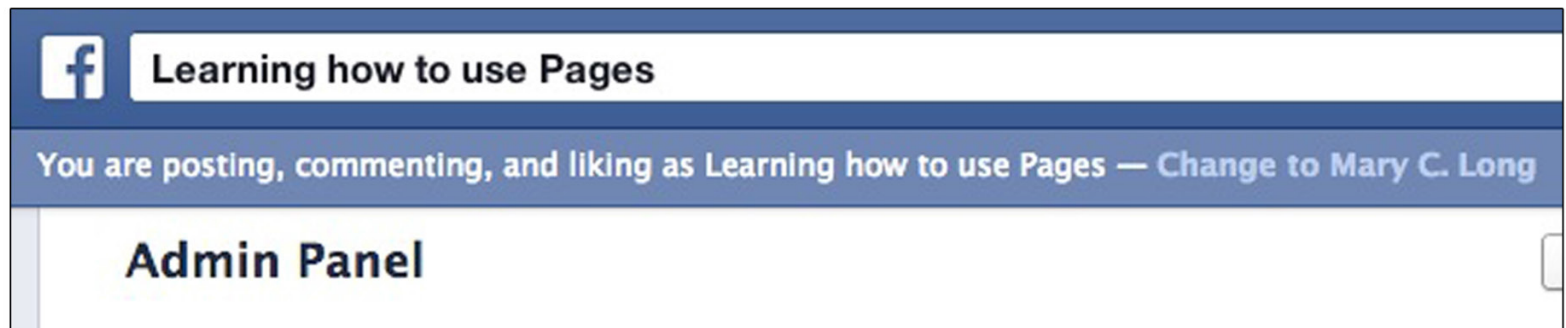 f Learning how to use Pages
You are posting, commenting, and liking as Learning how to use Pages — Change to Mary C. Long
Admin Panel